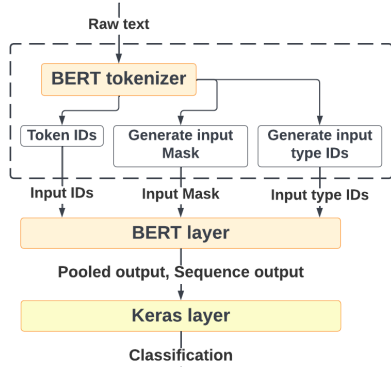 Raw text
BERT tokenizer
Token IDs
Generate input
Mask
Generate input
type IDs
Input IDs
Input Mask
Input type IDs
BERT layer
Pooled output, Sequence output
Keras layer
Classification